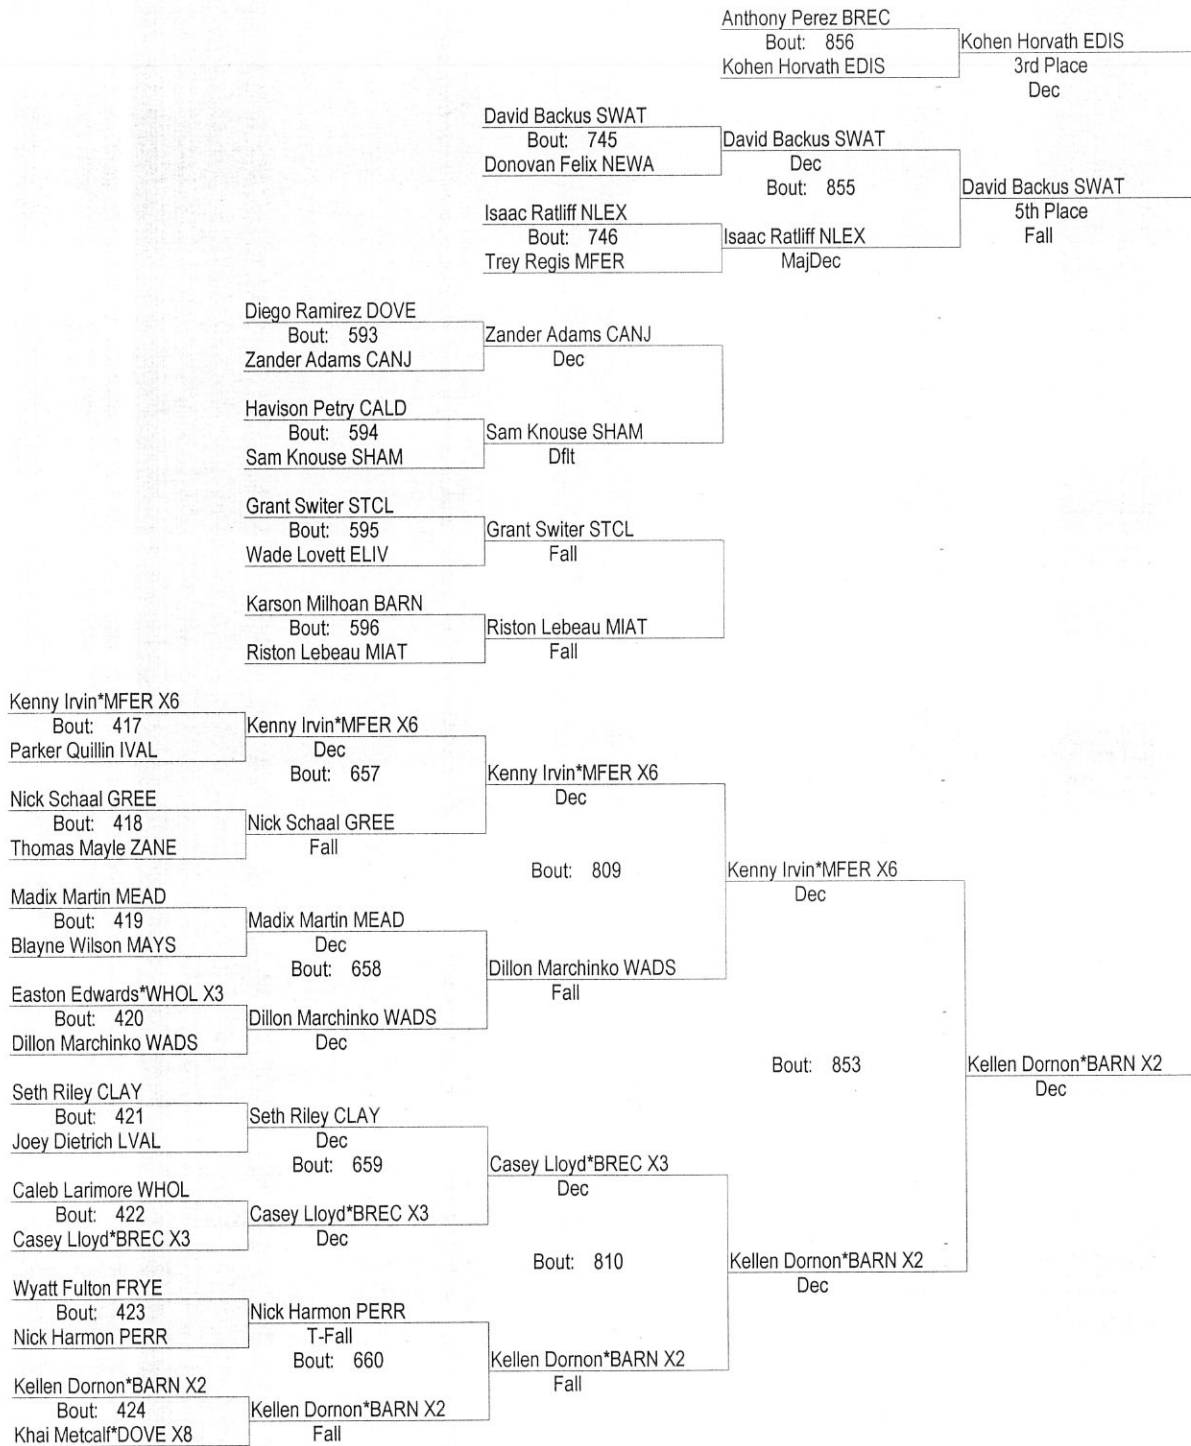 Anthony Perez BREC
Bout: 856
Kohen Horvath EDIS
Kohen Horvath EDIS
3rd Place
Dec
David Backus SWAT
Bout: 745
Donovan Felix NEWA
David Backus SWAT
Dec
Bout: 855
David Backus SWAT
5th Place
Fall
Isaac Ratliff NLEX
Bout: 746
Trey Regis MFER
Isaac Ratliff NLEX
MajDec
Diego Ramirez DOVE
Bout: 593
Zander Adams CANJ
Zander Adams CANJ
Dec
Havison Petry CALD
Bout: 594
Sam Knouse SHAM
Sam Knouse SHAM
Dflt
Grant Switer STCL
Bout: 595
Wade Lovett ELIV
Grant Switer STCL
Fall
Karson Milhoan BARN
Bout: 596
Riston Lebeau MIAT
Riston Lebeau MIAT
Fall
Kenny Irvin*MFER X6
Bout: 417
Parker Quillin IVAL
Kenny Irvin*MFER X6
Dec
Bout: 657
Kenny Irvin*MFER X6
Dec
Nick Schaal GREE
Bout: 418
Thomas Mayle ZANE
Nick Schaal GREE
Fall
Bout: 809
Kenny Irvin*MFER X6
Dec
Madix Martin MEAD
Bout: 419
Blayne Wilson MAYS
Madix Martin MEAD
Dec
Bout: 658
Dillon Marchinko WADS
Fall
Easton Edwards*WHOL X3
Bout: 420
Dillon Marchinko WADS
Dillon Marchinko WADS
Dec
Bout: 853
Kellen Dornon*BARN X2
Dec
Seth Riley CLAY
Bout: 421
Joey Dietrich LVAL
Seth Riley CLAY
Dec
Bout: 659
Casey Lloyd*BREC X3
Dec
Caleb Larimore WHOL
Bout: 422
Casey Lloyd*BREC X3
Casey Lloyd*BREC X3
Dec
Bout: 810
Kellen Dornon*BARN X2
Dec
Wyatt Fulton FRYE
Bout: 423
Nick Harmon PERR
Nick Harmon PERR
T-Fall
Bout: 660
Kellen Dornon*BARN X2
Fall
Kellen Dornon*BARN X2
Bout: 424
Khai Metcalf*DOVE X8
Kellen Dornon*BARN X2
Fall